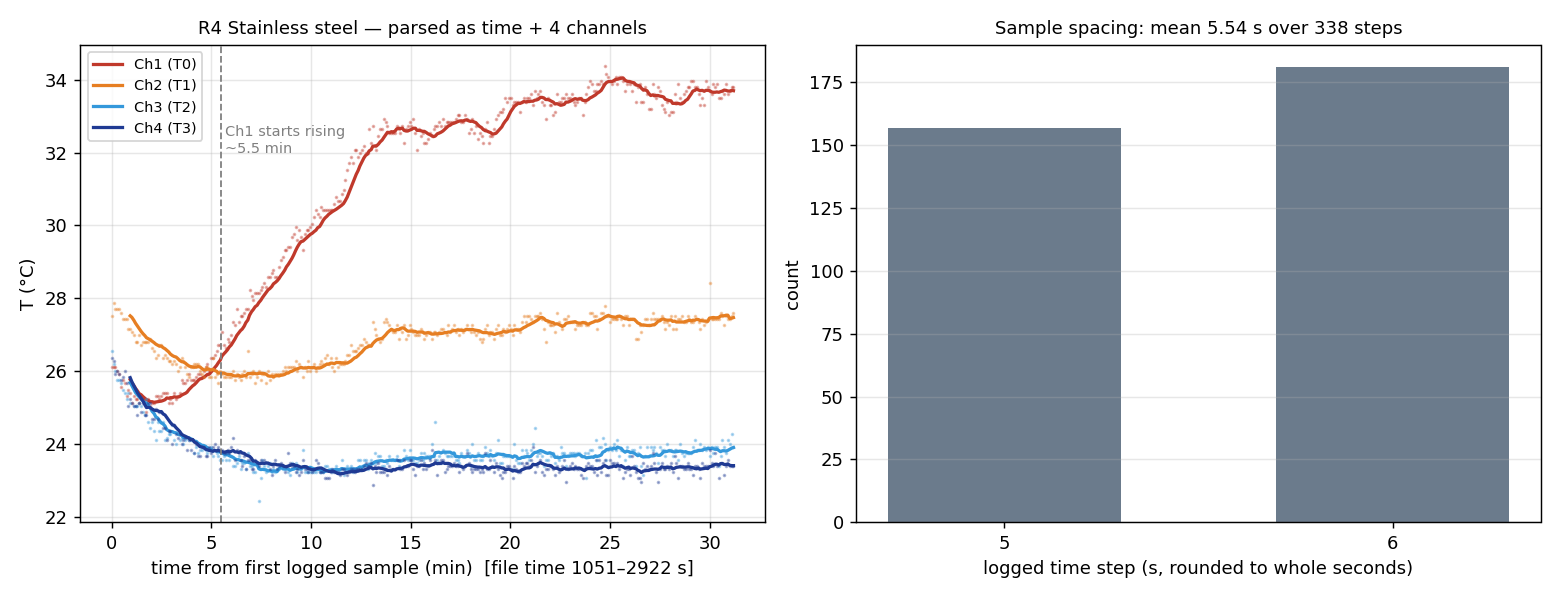 R4 Stainless steel — parsed as time + 4 channels
Ch1 (T0)
Ch2 (T1)
Ch3 (T2)
Ch4 (T3)
Ch1 starts rising
~5.5 min
T (°C)
34
32
30
28
26
24
22
0 5 10 15 20 25 30
time from first logged sample (min) [file time 1051–2922 s]
Sample spacing: mean 5.54 s over 338 steps
count
175
150
125
100
75
50
25
0
5 6
logged time step (s, rounded to whole seconds)